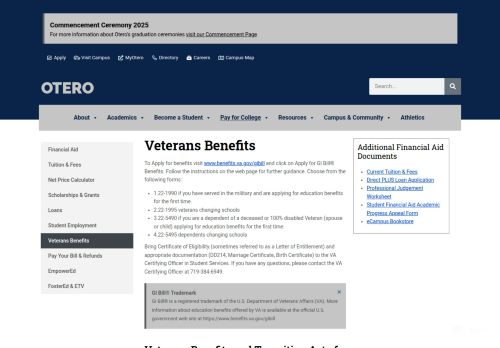 Commencement Ceremony 2025
For more information about Otero's graduation ceremonies visit our Commencement Page
Apply Visit Campus MyOtero Directory Careers Campus Map
OTERO
Search...
About Academics Become a Student Pay for College Resources Campus & Community Athletics
Financial Aid
Tuition & Fees
Net Price Calculator
Scholarships & Grants
Loans
Student Employment
Veterans Benefits
Pay Your Bill & Refunds
EmpowerEd
FosterEd & ETV
Veterans Benefits
To Apply for benefits visit www.benefits.va.gov/gibill and click on Apply for GI Bill®
Benefits. Follow the instructions on the web page for further guidance. Choose from the
following forms:
1.22-1990 if you have served in the military and are applying for education benefits
for the first time
2.22-1995 veterans changing schools
3.22-5490 if you are a dependent of a deceased or 100% disabled Veteran (spouse
or child) applying for education benefits for the first time
4.22-5495 dependents changing schools
Bring Certificate of Eligibility (sometimes referred to as a Letter of Entitlement) and
appropriate documentation (DD214, Marriage Certificate, Birth Certificate) to the VA
Certifying Officer in Student Services. If you have any questions, please contact the VA
Certifying Officer at 719-384-6949.
GI Bill® Trademark
×
GI Bill® is a registered trademark of the U.S. Department of Veterans Affairs (VA). More
information about education benefits offered by VA is available at the official U.S.
government web site at https://www.benefits.va.gov/gibill.
Additional Financial Aid
Documents
Current Tuition & Fees
Direct PLUS Loan Application
Professional Judgement
Worksheet
Student Financial Aid Academic
Progress Appeal Form
eCampus Bookstore